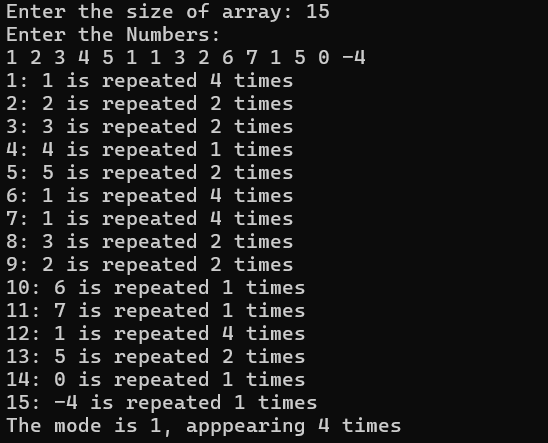 Enter the size of array: 15
Enter the Numbers:
1 2 3 4 5 1 1 3 2 6 7 1 5 0 -4
1: 1 is repeated 4 times
2: 2 is repeated 2 times
3: 3 is repeated 2 times
4: 4 is repeated 1 times
5: 5 is repeated 2 times
6: 1 is repeated 4 times
7: 1 is repeated 4 times
8: 3 is repeated 2 times
9: 2 is repeated 2 times
10: 6 is repeated 1 times
11: 7 is repeated 1 times
12: 1 is repeated 4 times
13: 5 is repeated 2 times
14: 0 is repeated 1 times
15: -4 is repeated 1 times
The mode is 1, apppearing 4 times